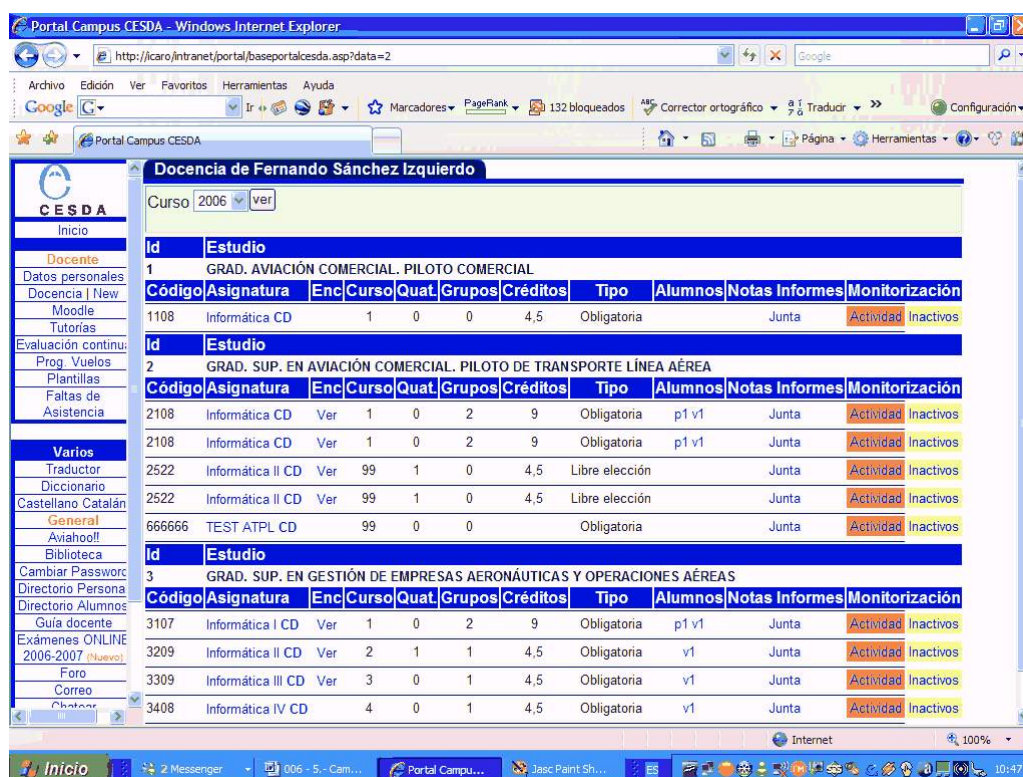 Portal Campus CESDA - Windows Internet Explorer
http://icaro/intranet/portal/baseportalcesda.asp?data=2
Google
Archivo Edición Ver Favoritos Herramientas Ayuda
Google G Ir Marcadores PageRank 132 bloqueados Corrector ortográfico Traducir » Configuración
Portal Campus CESDA Página Herramientas
CESDA
Inicio
Docente
Datos personales
Docencia | New
Moodle
Tutorías
Evaluación continu
Prog. Vuelos
Plantillas
Faltas de
Asistencia
Varios
Traductor
Diccionario
Castellano Catalán
General
Aviahoo!!
Biblioteca
Cambiar Passworc
Directorio Persona
Directorio Alumnos
Guía docente
Exámenes ONLINE
2006-2007 (Nuevo)
Foro
Correo
Chatear
Docencia de Fernando Sánchez Izquierdo
Curso 2006 ver
Id Estudio
1 GRAD. AVIACIÓN COMERCIAL. PILOTO COMERCIAL
Código Asignatura Enc Curso Quat. Grupos Créditos Tipo Alumnos Notas Informes Monitorización
1108 Informática CD 1 0 0 4,5 Obligatoria Junta Actividad Inactivos
Id Estudio
2 GRAD. SUP. EN AVIACIÓN COMERCIAL. PILOTO DE TRANSPORTE LÍNEA AÉREA
Código Asignatura Enc Curso Quat. Grupos Créditos Tipo Alumnos Notas Informes Monitorización
2108 Informática CD Ver 1 0 2 9 Obligatoria p1 v1 Junta Actividad Inactivos
2108 Informática CD Ver 1 0 2 9 Obligatoria p1 v1 Junta Actividad Inactivos
2522 Informática II CD Ver 99 1 0 4,5 Libre elección Junta Actividad Inactivos
2522 Informática II CD Ver 99 1 0 4,5 Libre elección Junta Actividad Inactivos
666666 TEST ATPL CD 99 0 0 Obligatoria Junta Actividad Inactivos
Id Estudio
3 GRAD. SUP. EN GESTIÓN DE EMPRESAS AERONÁUTICAS Y OPERACIONES AÉREAS
Código Asignatura Enc Curso Quat. Grupos Créditos Tipo Alumnos Notas Informes Monitorización
3107 Informática I CD Ver 1 0 2 9 Obligatoria p1 v1 Junta Actividad Inactivos
3209 Informática II CD Ver 2 1 1 4,5 Obligatoria v1 Junta Actividad Inactivos
3309 Informática III CD Ver 3 0 1 4,5 Obligatoria v1 Junta Actividad Inactivos
3408 Informática IV CD 4 0 1 4,5 Obligatoria v1 Junta Actividad Inactivos
Internet 100%
Inicio 2 Messenger 006 - 5.- Cam... Portal Campu... Jasc Paint Sh... ES 10:47